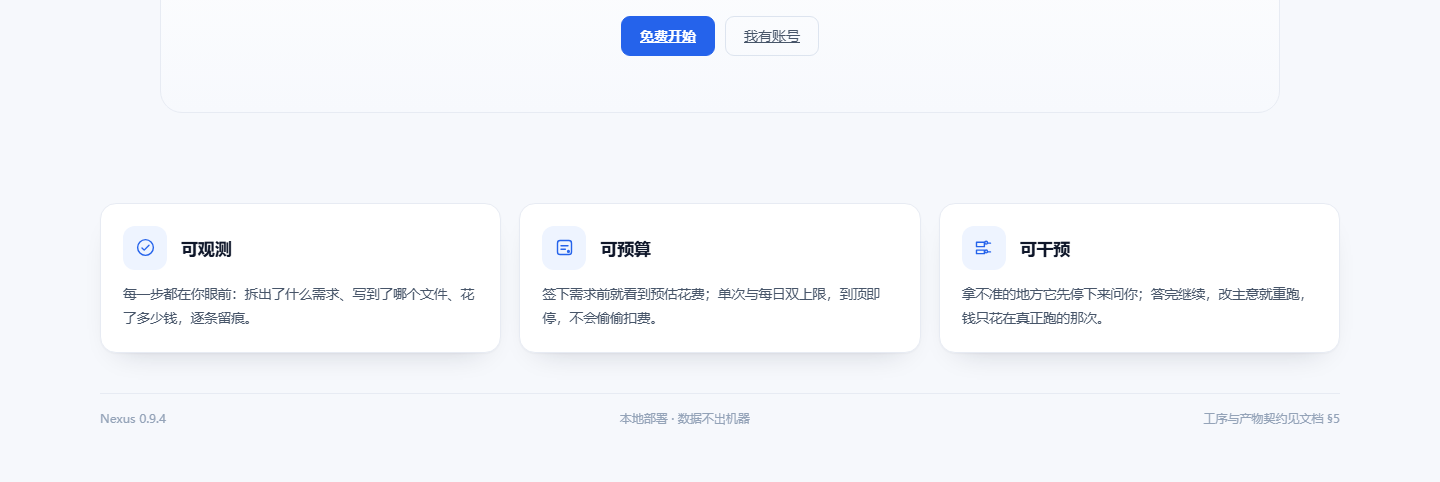 免费开始
我有账号
可观测
每一步都在你眼前：拆出了什么需求、写到了哪个文件、花
了多少钱，逐条留痕。
可预算
签下需求前就看到预估花费；单次与每日双上限，到顶即
停，不会偷偷扣费。
可干预
拿不准的地方它先停下来问你；答完继续，改主意就重跑，
钱只花在真正跑的那次。
Nexus 0.9.4
本地部署 · 数据不出机器
工序与产物契约见文档 §5